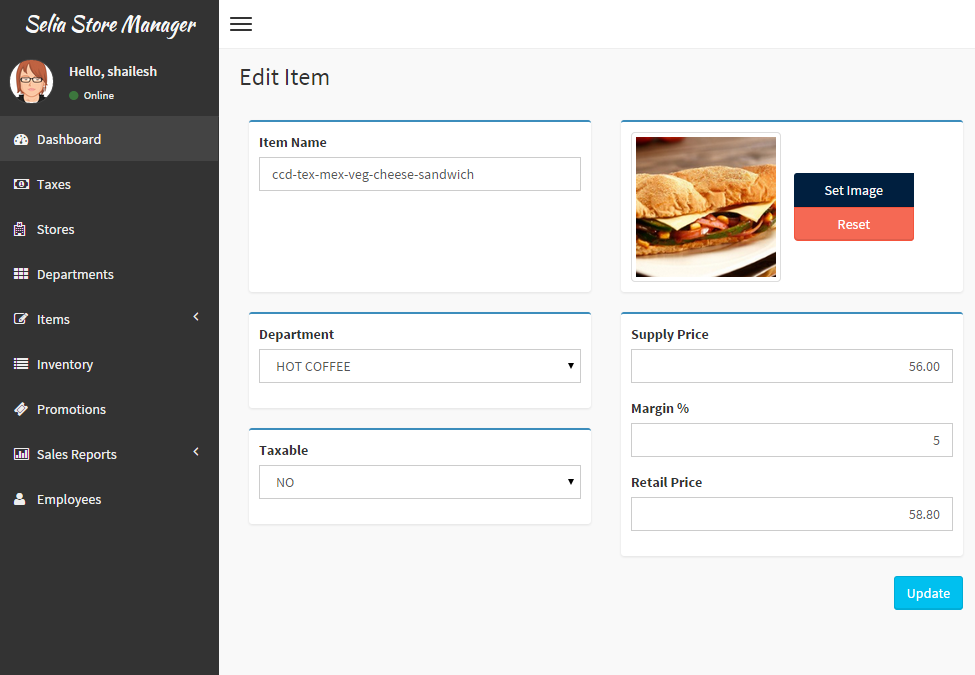 Selia Store Manager
Hello, shailesh
Online
Dashboard
Taxes
Stores
Departments
Items
Inventory
Promotions
Sales Reports
Employees
Edit Item
Item Name
ccd-tex-mex-veg-cheese-sandwich
Set Image
Reset
Department
HOT COFFEE
Taxable
NO
Supply Price
56.00
Margin %
5
Retail Price
58.80
Update